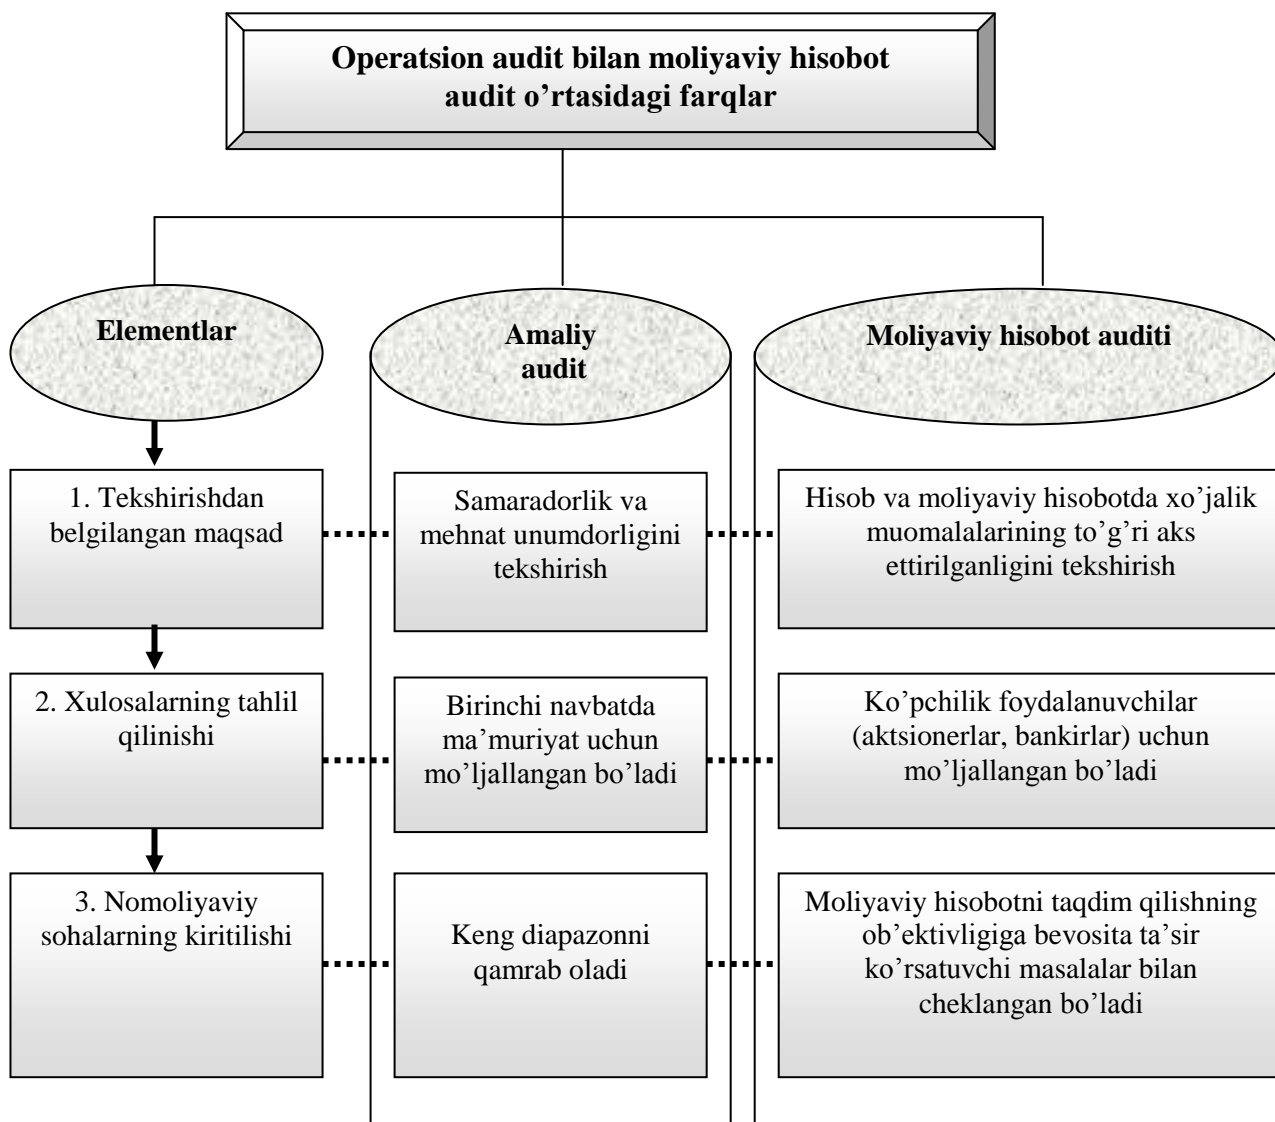 Operatsion audit bilan moliyaviy hisobot
audit o’rtasidagi farqlar
Elementlar
Amaliy
audit
Moliyaviy hisobot auditi
1. Tekshirishdan
belgilangan maqsad
Samaradorlik va
mehnat unumdorligini
tekshirish
Hisob va moliyaviy hisobotda xo’jalik
muomalalarining to’g’ri aks
ettirilganligini tekshirish
2. Xulosalarning tahlil
qilinishi
Birinchi navbatda
ma’muriyat uchun
mo’ljallangan bo’ladi
Ko’pchilik foydalanuvchilar
(aktsionerlar, bankirlar) uchun
mo’ljallangan bo’ladi
3. Nomoliyaviy
sohalarning kiritilishi
Keng diapazonni
qamrab oladi
Moliyaviy hisobotni taqdim qilishning
ob’ektivligiga bevosita ta’sir
ko’rsatuvchi masalalar bilan
cheklangan bo’ladi